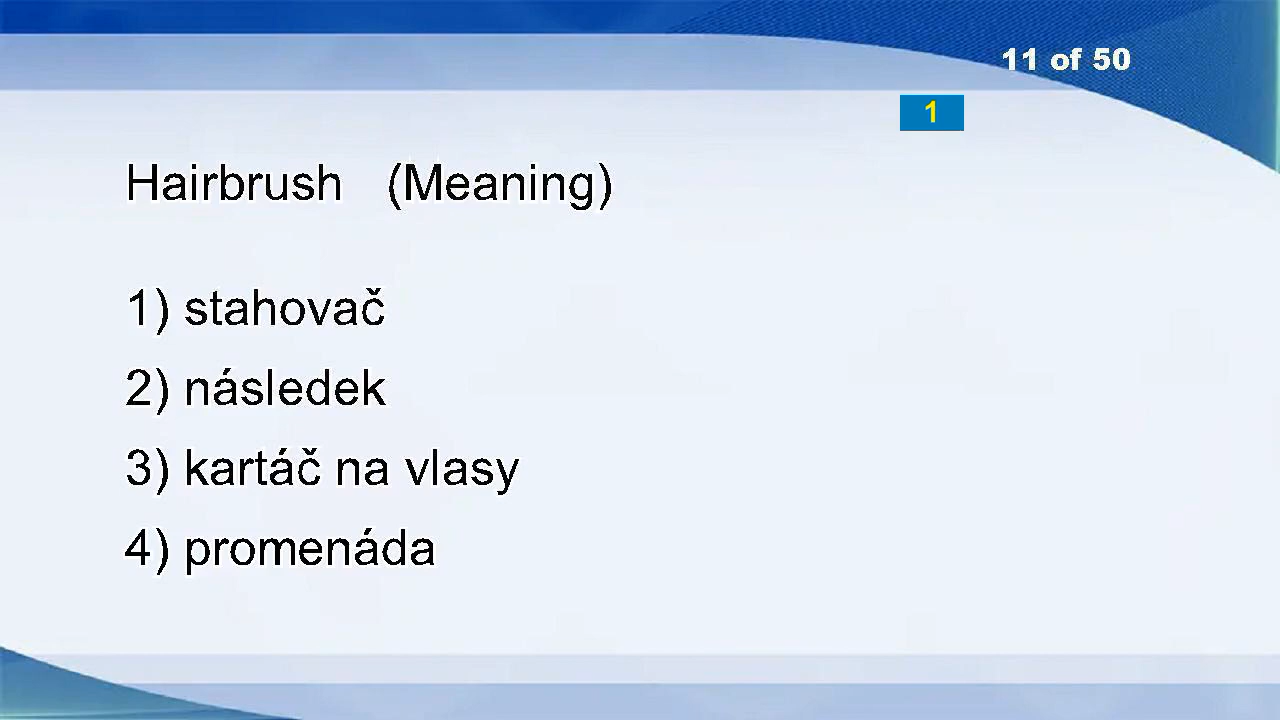 11 of 50
1
Hairbrush (Meaning)
1) stahovač
2) následek
3) kartáč na vlasy
4) promenáda